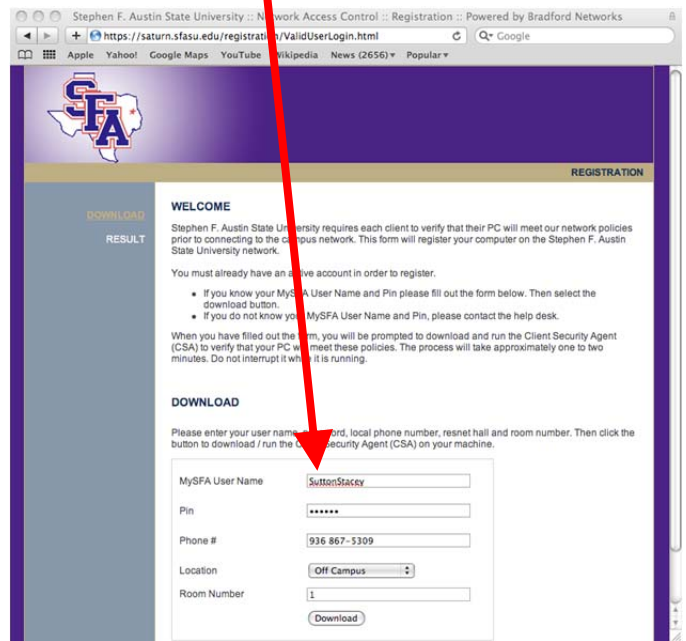 Stephen F. Austin State University :: Network Access Control :: Registration :: Powered by Bradford Networks
https://saturn.sfasu.edu/registration/ValidUserLogin.html
Google
Apple Yahoo! Google Maps YouTube Wikipedia News (2656) Popular
SFA
REGISTRATION
DOWNLOAD
RESULT
WELCOME
Stephen F. Austin State University requires each client to verify that their PC will meet our network policies
prior to connecting to the campus network. This form will register your computer on the Stephen F. Austin
State University network.
You must already have an active account in order to register.
• If you know your MySFA User Name and Pin please fill out the form below. Then select the
download button.
• If you do not know your MySFA User Name and Pin, please contact the help desk.
When you have filled out the form, you will be prompted to download and run the Client Security Agent
(CSA) to verify that your PC will meet these policies. The process will take approximately one to two
minutes. Do not interrupt it while it is running.
DOWNLOAD
Please enter your user name, password, local phone number, resnet hall and room number. Then click the
button to download / run the Client Security Agent (CSA) on your machine.
MySFA User Name SuttonStacey
Pin ••••••
Phone # 936 867-5309
Location Off Campus
Room Number 1
Download